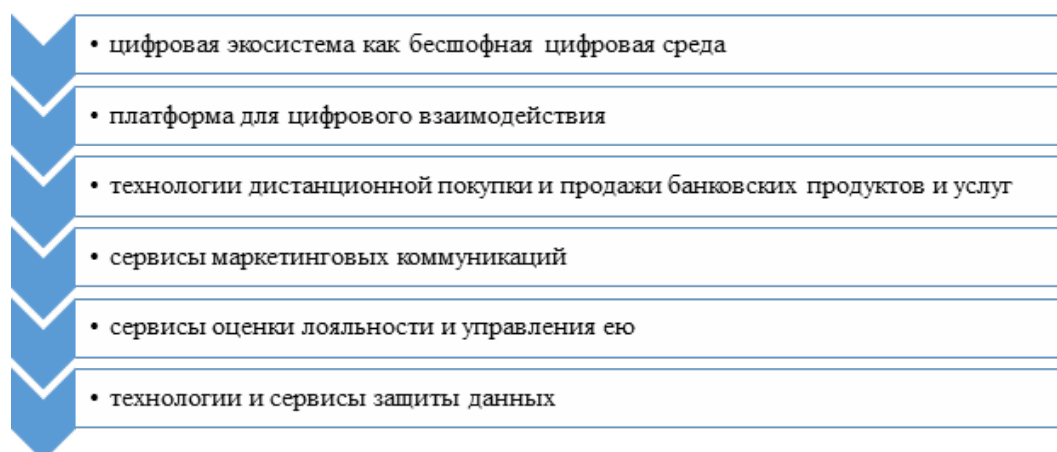 • цифровая экосистема как бесшофная цифровая среда
• платформа для цифрового взаимодействия
• технологии дистанционной покупки и продажи банковских продуктов и услуг
• сервисы маркетинговых коммуникаций
• сервисы оценки лояльности и управления ею
• технологии и сервисы защиты данных